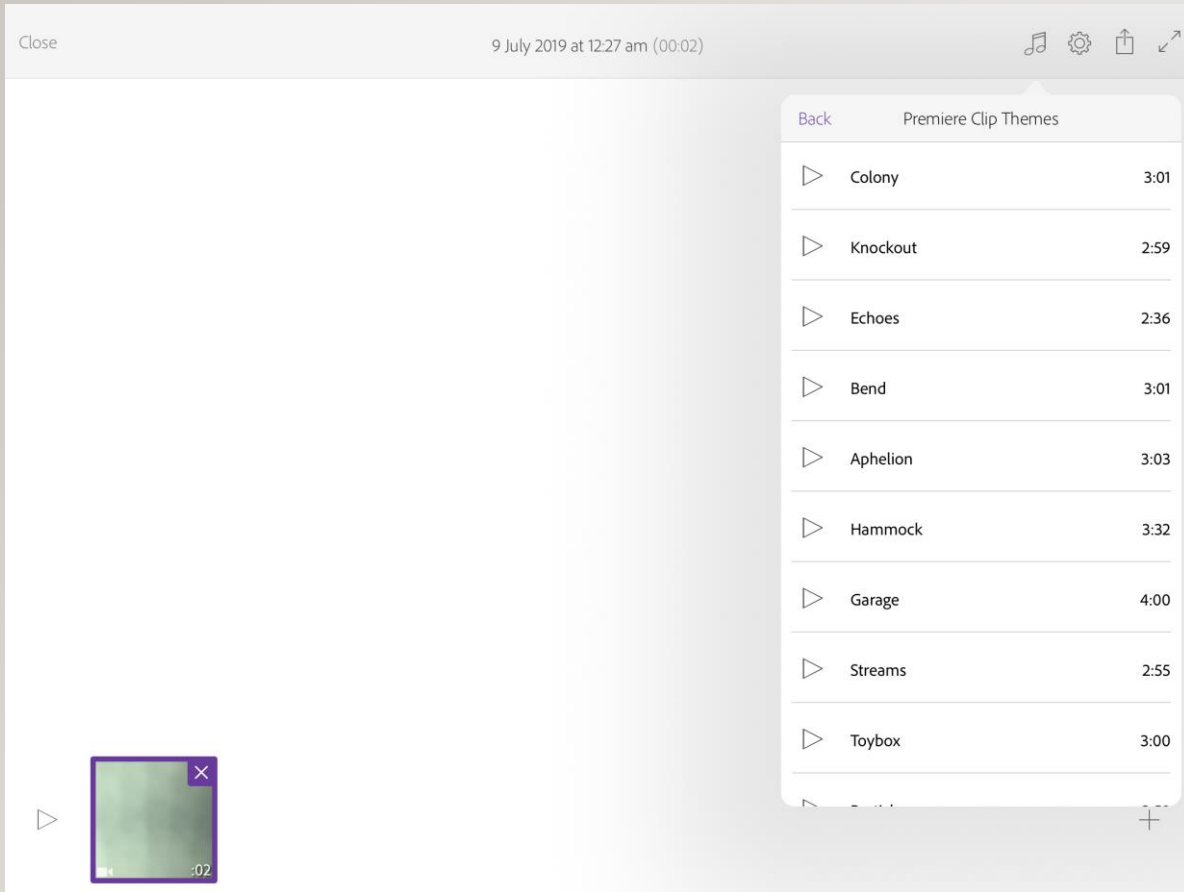 Close
9 July 2019 at 12:27 am (00:02)
Back Premiere Clip Themes
Colony 3:01
Knockout 2:59
Echoes 2:36
Bend 3:01
Aphelion 3:03
Hammock 3:32
Garage 4:00
Streams 2:55
Toybox 3:00
:02